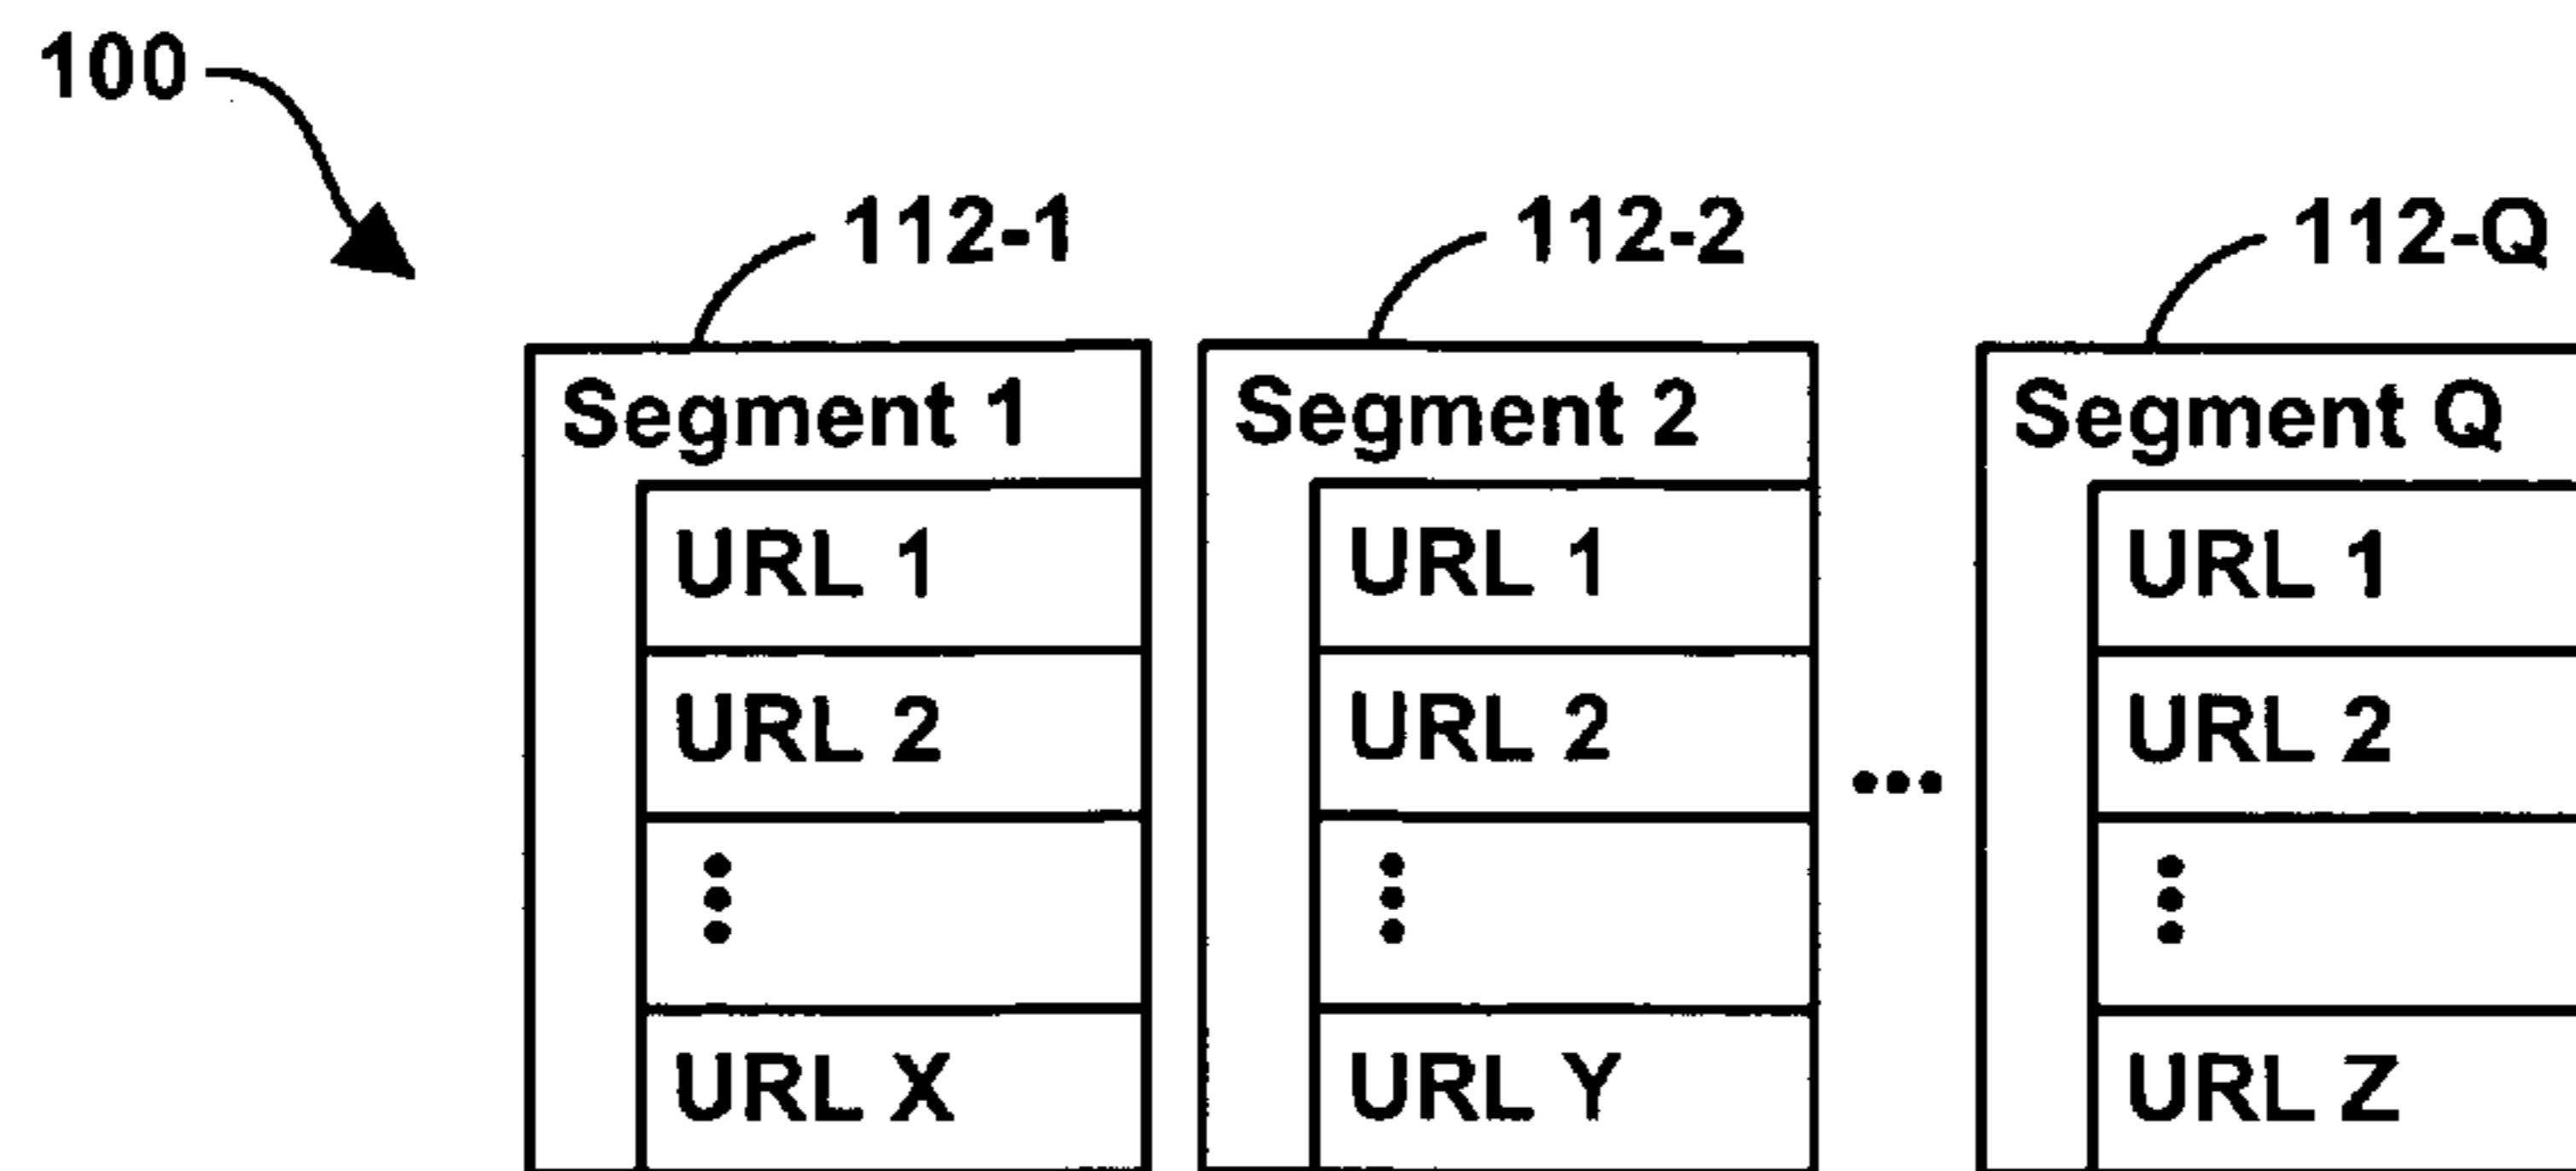 100
112-1 112-2 112-Q
Segment 1 Segment 2 Segment Q
URL 1 URL 1 URL 1
URL 2 URL 2 URL 2
URL X URL Y URL Z